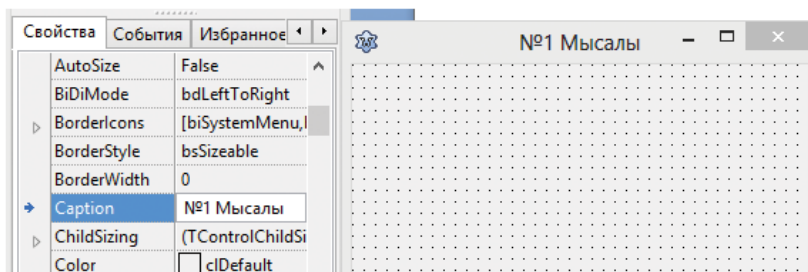 Свойства События Избранное
AutoSize False
BiDiMode bdLeftToRight
BorderIcons [biSystemMenu,
BorderStyle bsSizeable
BorderWidth 0
Caption №1 Мысалы
ChildSizing (TControlChildSi
Color clDefault
№1 Мысалы